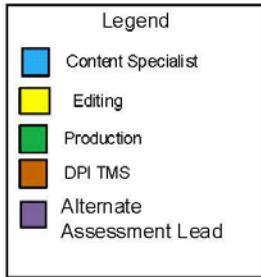 Legend
Content Specialist
Editing
Production
DPI TMS
Alternate
Assessment Lead